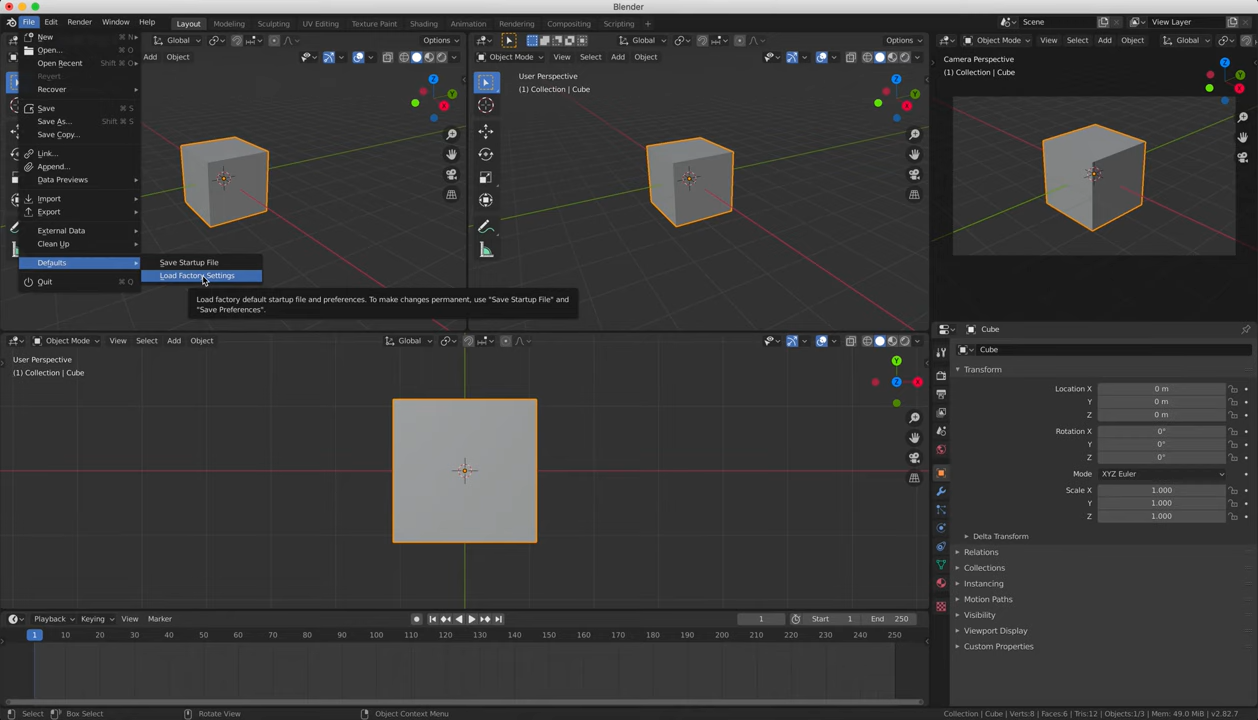 Blender
File Edit Render Window Help Layout Modeling Sculpting UV Editing Texture Paint Shading Animation Rendering Compositing Scripting Scene View Layer
New ⌘ N
Open... ⌘ O
Open Recent Shift ⌘ O
Revert
Recover
Save ⌘ S
Save As... Shift ⌘ S
Save Copy...
Link...
Append...
Data Previews
Import
Export
External Data
Clean Up
Defaults
Quit ⌘ Q
Save Startup File
Load Factory Settings
Load factory default startup file and preferences. To make changes permanent, use "Save Startup File" and
"Save Preferences".
Global Options
Add Object
Z
Y
X
Global Options
Object Mode View Select Add Object
User Perspective
(1) Collection | Cube
Z
Y
X
Object Mode View Select Add Object Global
Camera Perspective
(1) Collection | Cube
Z
Y
X
Object Mode View Select Add Object Global
User Perspective
(1) Collection | Cube
Y
Z X
Cube
Cube
Transform
Location X 0 m
Y 0 m
Z 0 m
Rotation X 0°
Y 0°
Z 0°
Mode XYZ Euler
Scale X 1.000
Y 1.000
Z 1.000
Delta Transform
Relations
Collections
Instancing
Motion Paths
Visibility
Viewport Display
Custom Properties
Playback Keying View Marker 1 Start 1 End 250
1 10 20 30 40 50 60 70 80 90 100 110 120 130 140 150 160 170 180 190 200 210 220 230 240 250
Select Box Select Rotate View Object Context Menu Collection | Cube | Verts:8 | Faces:6 | Tris:12 | Objects:1/3 | Mem: 49.0 MiB | v2.82.7